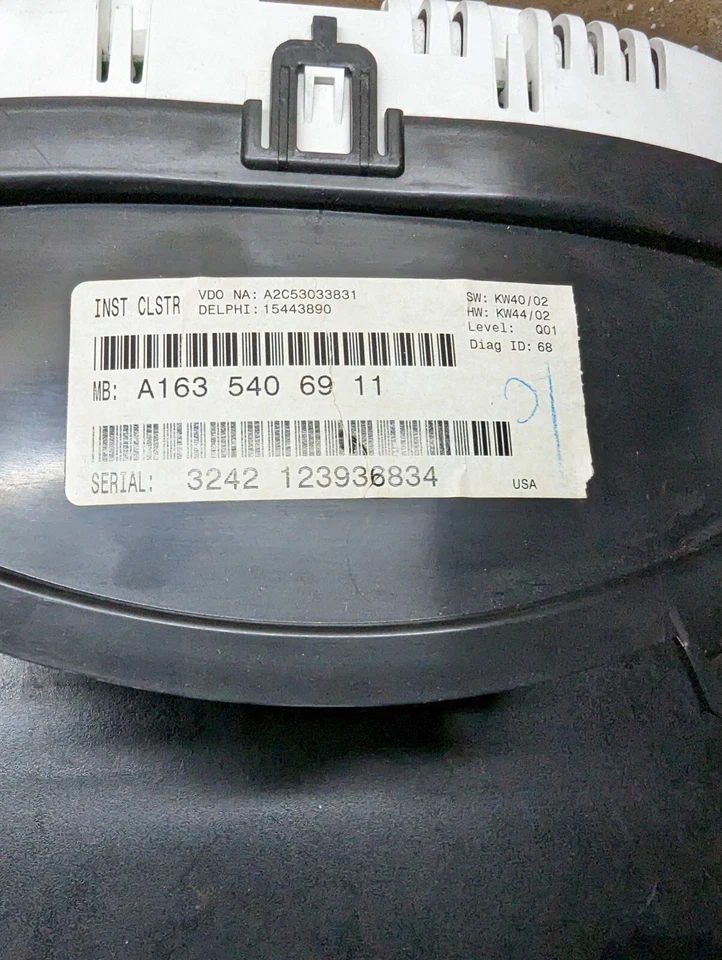 INST CLSTR
VDO NA: A2C53033831
DELPHI: 15443890
SW: KW40/02
HW: KW44/02
Level: Q01
Diag ID: 68
MB: A163 540 69 11
SERIAL: 3242 123936834
USA